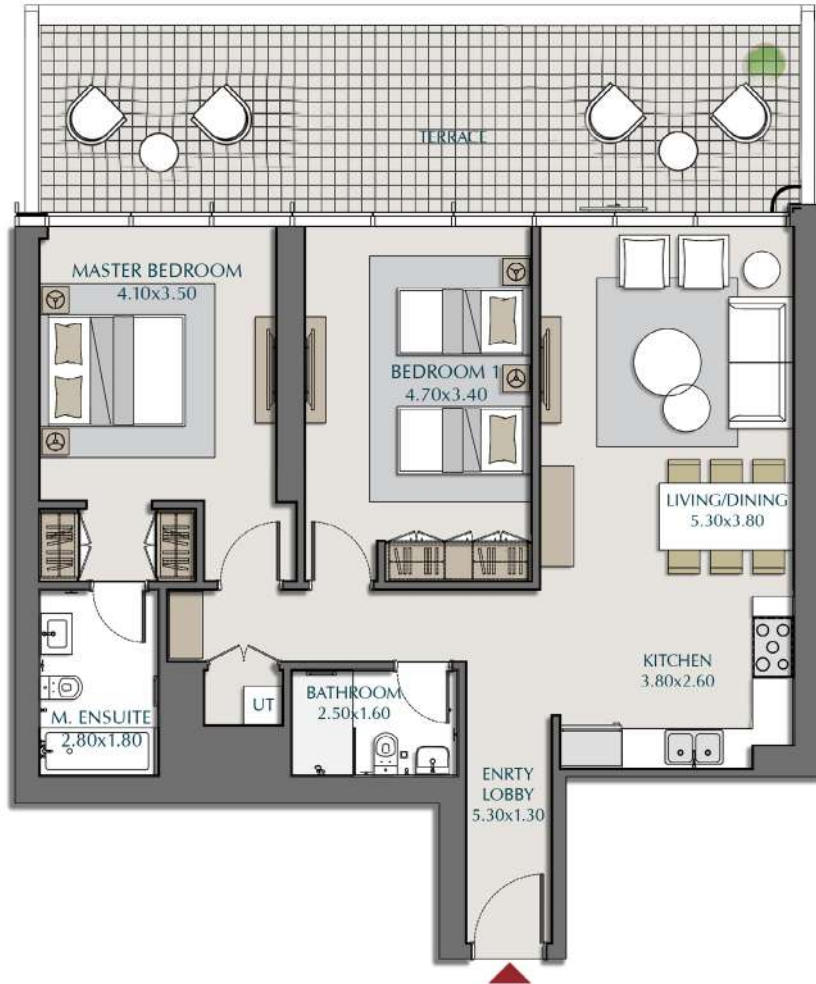 TERRACE
MASTER BEDROOM
4.10x3.50
BEDROOM 1
4.70x3.40
LIVING/DINING
5.30x3.80
KITCHEN
3.80x2.60
UT
BATHROOM
2.50x1.60
M. ENSUITE
2.80x1.80
ENRTY
LOBBY
5.30x1.30